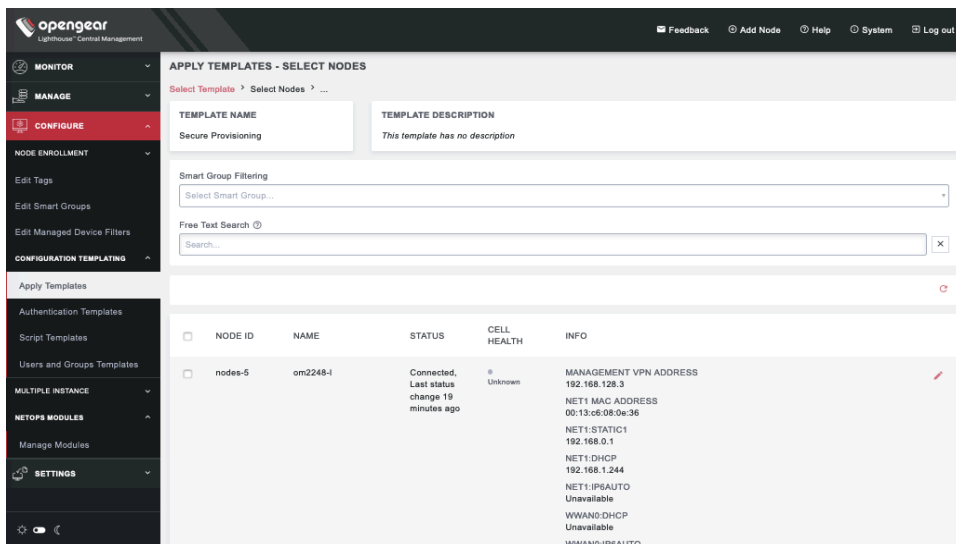 opengear
Lighthouse™ Central Management
Feedback
Add Node
Help
System
Log out
MONITOR
MANAGE
CONFIGURE
NODE ENROLLMENT
Edit Tags
Edit Smart Groups
Edit Managed Device Filters
CONFIGURATION TEMPLATING
Apply Templates
Authentication Templates
Script Templates
Users and Groups Templates
MULTIPLE INSTANCE
NETOPS MODULES
Manage Modules
SETTINGS
APPLY TEMPLATES - SELECT NODES
Select Template > Select Nodes > ...
TEMPLATE NAME
Secure Provisioning
TEMPLATE DESCRIPTION
This template has no description
Smart Group Filtering
Select Smart Group...
Free Text Search
Search...
NODE ID NAME STATUS CELL HEALTH INFO
nodes-5
om2248-l
Connected,
Last status
change 19
minutes ago
Unknown
MANAGEMENT VPN ADDRESS
192.168.128.3
NET1 MAC ADDRESS
00:13:c6:08:0e:36
NET1:STATIC1
192.168.0.1
NET1:DHCP
192.168.1.244
NET1:IP6AUTO
Unavailable
WWAN0:DHCP
Unavailable
WWAN0:IP6AUTO